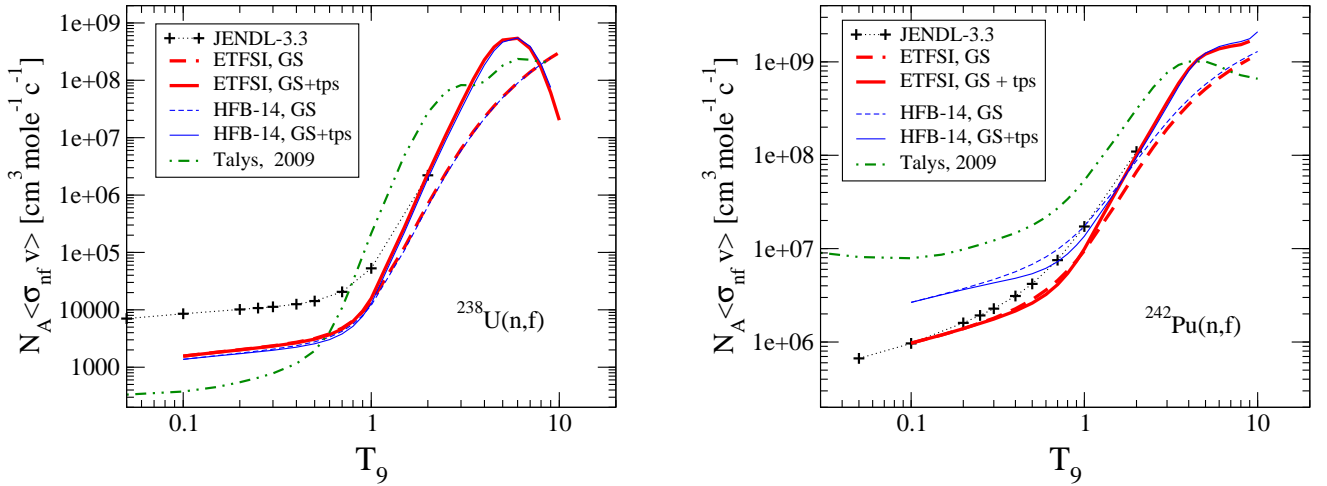 1e+09
1e+08
1e+07
1e+06
1e+05
10000
1000
N_A <σ_nf v> [cm^3 mole^-1 c^-1]
JENDL-3.3
ETFSI, GS
ETFSI, GS+tps
HFB-14, GS
HFB-14, GS+tps
Talys, 2009
^238U(n,f)
0.1 1 10
T_9
1e+09
1e+08
1e+07
1e+06
N_A <σ_nf v> [cm^3 mole^-1 c^-1]
JENDL-3.3
ETFSI, GS
ETFSI, GS + tps
HFB-14, GS
HFB-14, GS+tps
Talys, 2009
^242Pu(n,f)
0.1 1 10
T_9